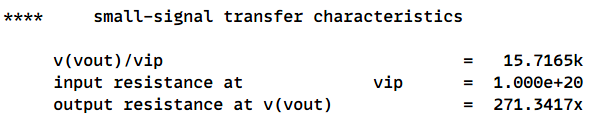 **** small-signal transfer characteristics
v(vout)/vip = 15.7165k
input resistance at vip = 1.000e+20
output resistance at v(vout) = 271.3417x